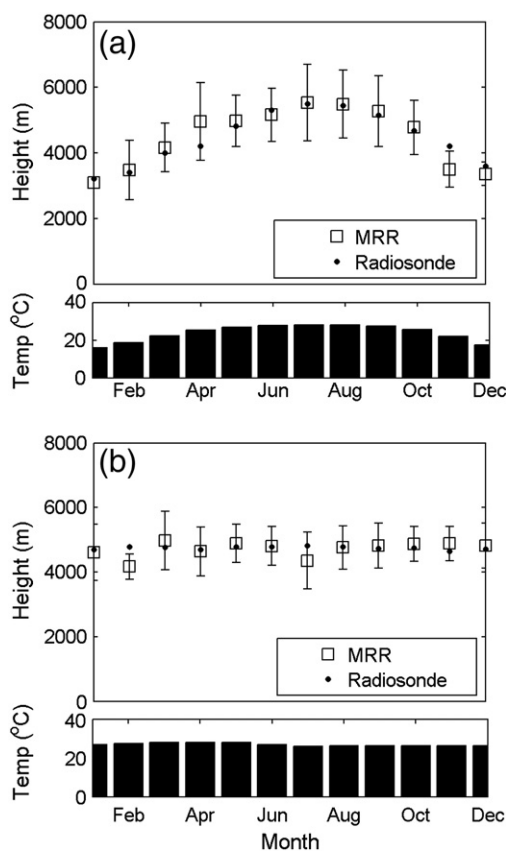 (a)
8000
6000
4000
2000
0
Height (m)
MRR
Radiosonde
40
20
0
Temp (°C)
Feb Apr Jun Aug Oct Dec
(b)
8000
6000
4000
2000
0
Height (m)
MRR
Radiosonde
40
20
0
Temp (°C)
Feb Apr Jun Aug Oct Dec
Month